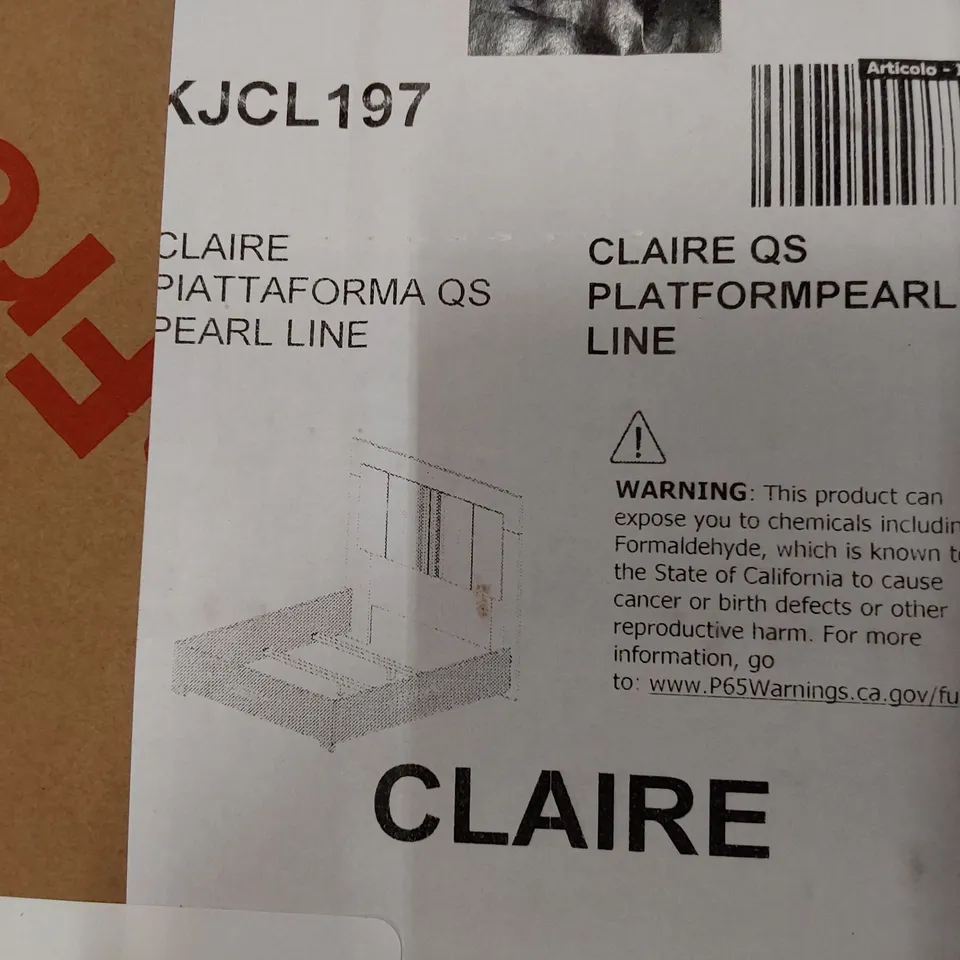 KJCL197
Articolo -
CLAIRE
PIATTAFORMA QS
PEARL LINE
CLAIRE QS
PLATFORMPEARL
LINE
WARNING: This product can
expose you to chemicals includin
Formaldehyde, which is known to
the State of California to cause
cancer or birth defects or other
reproductive harm. For more
information, go
to: www.P65Warnings.ca.gov/fu
CLAIRE